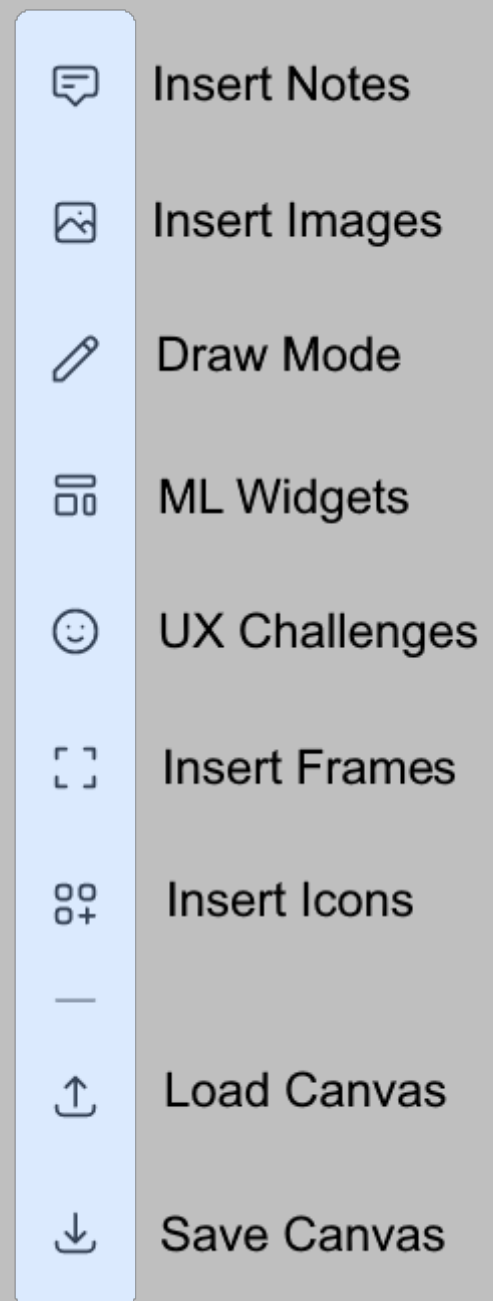 Insert Notes
Insert Images
Draw Mode
ML Widgets
UX Challenges
Insert Frames
Insert Icons
Load Canvas
Save Canvas